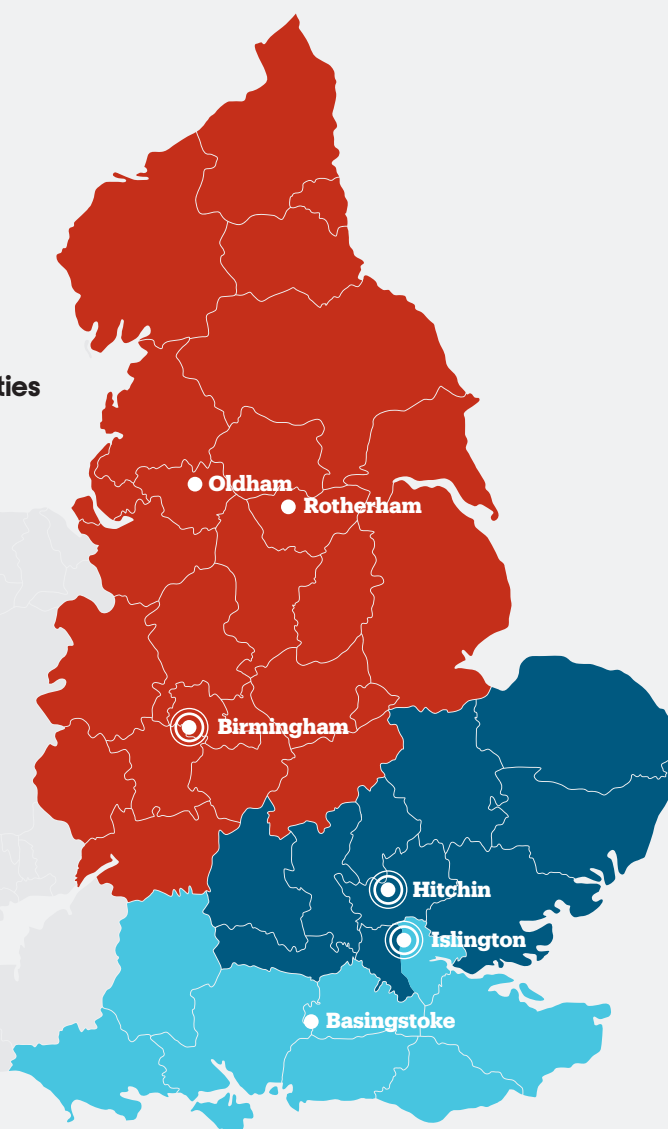 ties
Oldham
Rotherham
Birmingham
Hitchin
Islington
Basingstoke